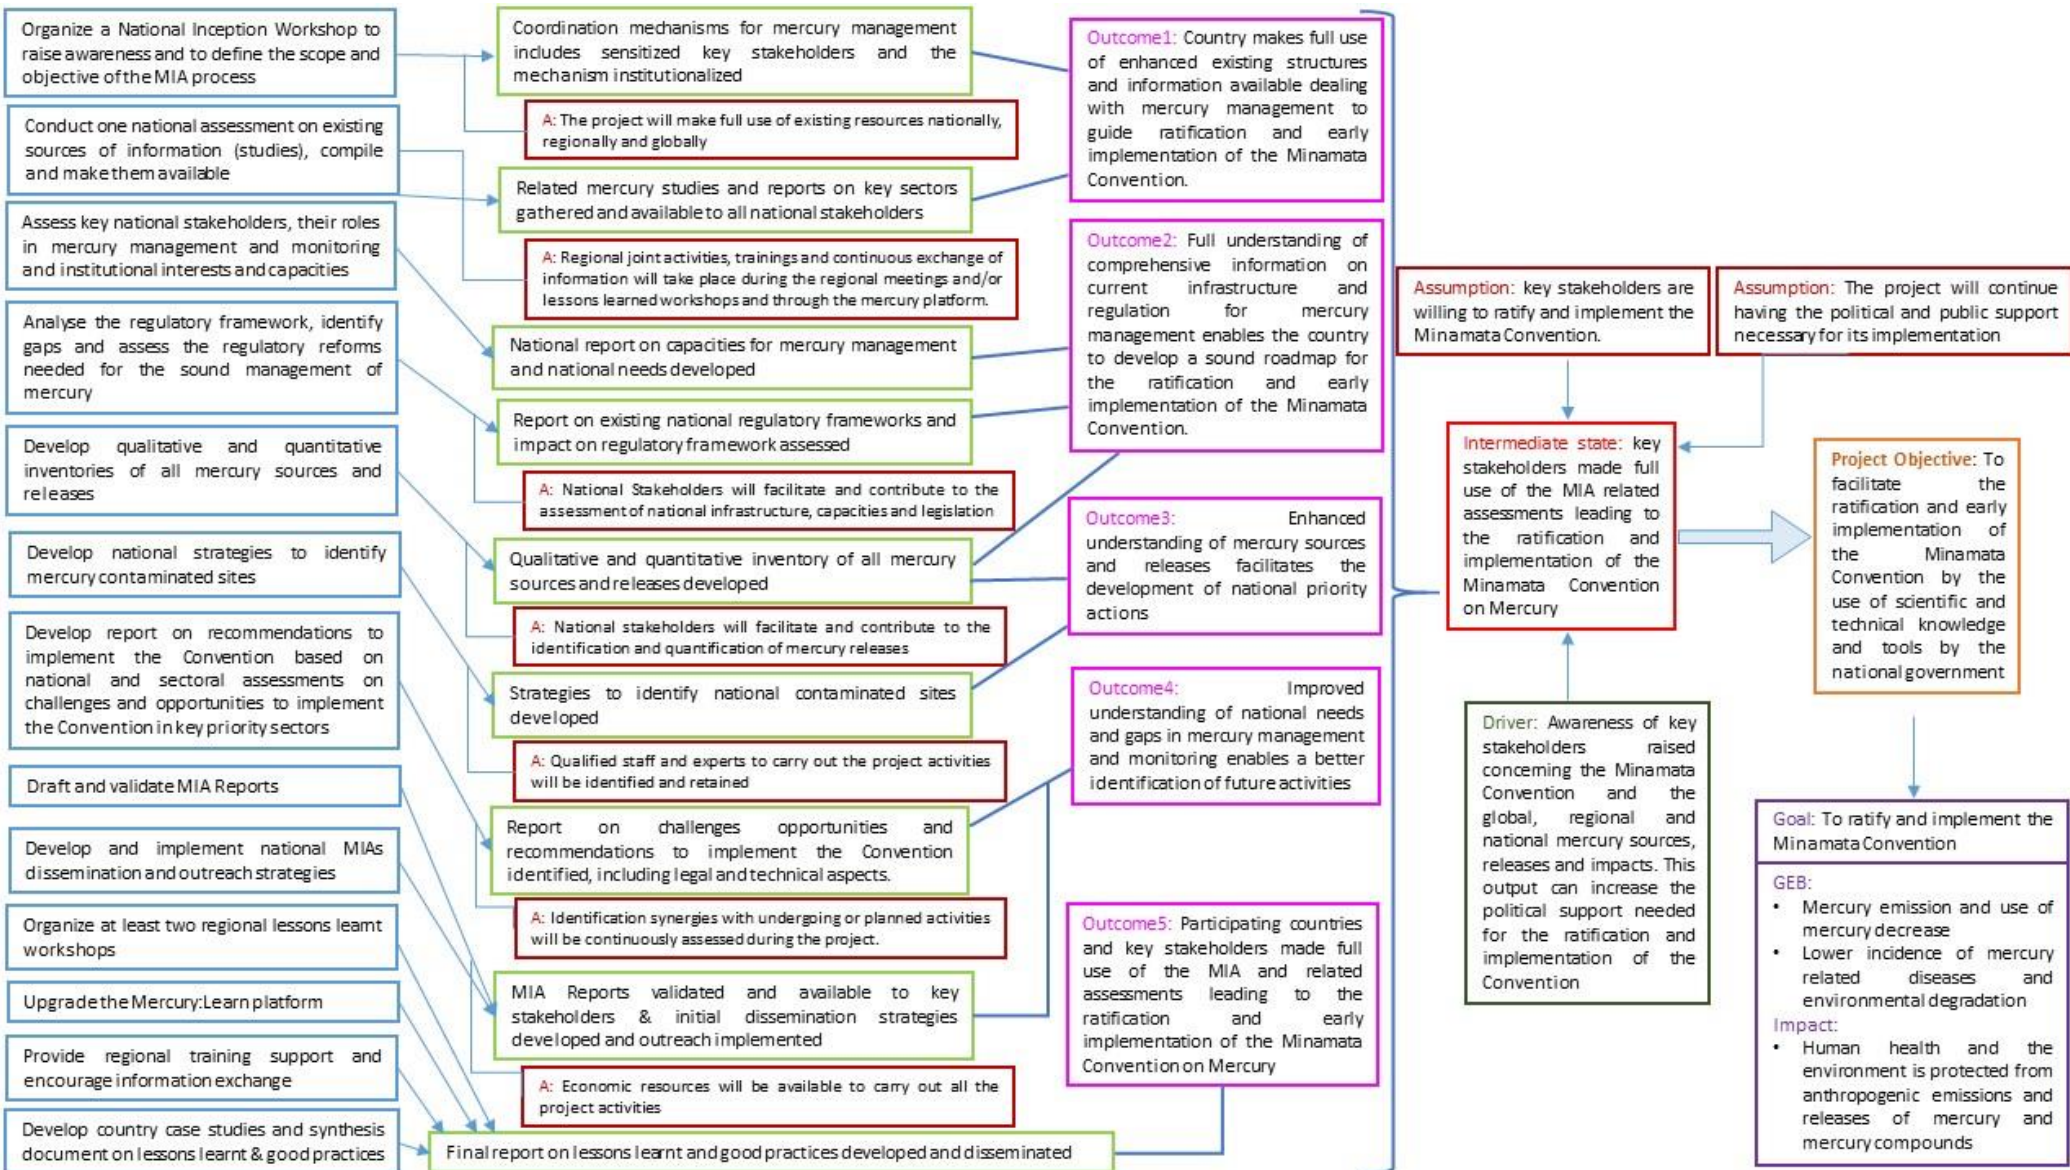 Organize a National Inception Workshop to
raise awareness and to define the scope and
objective of the MIA process
Conduct one national assessment on existing
sources of information (studies), compile
and make them available
Assess key national stakeholders, their roles
in mercury management and monitoring
and institutional interests and capacities
Analyse the regulatory framework, identify
gaps and assess the regulatory reforms
needed for the sound management of
mercury
Develop qualitative and quantitative
inventories of all mercury sources and
releases
Develop national strategies to identify
mercury contaminated sites
Develop report on recommendations to
implement the Convention based on
national and sectoral assessments on
challenges and opportunities to implement
the Convention in key priority sectors
Draft and validate MIA Reports
Develop and implement national MIAs
dissemination and outreach strategies
Organize at least two regional lessons learnt
workshops
Upgrade the Mercury:Learn platform
Provide regional training support and
encourage information exchange
Develop country case studies and synthesis
document on lessons learnt & good practices
Coordination mechanisms for mercury management
includes sensitized key stakeholders and the
mechanism institutionalized
A: The project will make full use of existing resources nationally,
regionally and globally
Related mercury studies and reports on key sectors
gathered and available to all national stakeholders
A: Regional joint activities, trainings and continuous exchange of
information will take place during the regional meetings and/or
lessons learned workshops and through the mercury platform.
National report on capacities for mercury management
and national needs developed
Report on existing national regulatory frameworks and
impact on regulatory framework assessed
A: National Stakeholders will facilitate and contribute to the
assessment of national infrastructure, capacities and legislation
Qualitative and quantitative inventory of all mercury
sources and releases developed
A: National stakeholders will facilitate and contribute to the
identification and quantification of mercury releases
Strategies to identify national contaminated sites
developed
A: Qualified staff and experts to carry out the project activities
will be identified and retained
Report on challenges opportunities and
recommendations to implement the Convention
identified, including legal and technical aspects.
A: Identification synergies with undergoing or planned activities
will be continuously assessed during the project.
MIA Reports validated and available to key
stakeholders & initial dissemination strategies
developed and outreach implemented
A: Economic resources will be available to carry out all the
project activities
Final report on lessons learnt and good practices developed and disseminated
Outcome1: Country makes full use
of enhanced existing structures
and information available dealing
with mercury management to
guide ratification and early
implementation of the Minamata
Convention.
Outcome2: Full understanding of
comprehensive information on
current infrastructure and
regulation for mercury
management enables the country
to develop a sound roadmap for
the ratification and early
implementation of the Minamata
Convention.
Outcome3: Enhanced
understanding of mercury sources
and releases facilitates the
development of national priority
actions
Outcome4: Improved
understanding of national needs
and gaps in mercury management
and monitoring enables a better
identification of future activities
Outcome5: Participating countries
and key stakeholders made full
use of the MIA and related
assessments leading to the
ratification and early
implementation of the Minamata
Convention on Mercury
Assumption: key stakeholders are
willing to ratify and implement the
Minamata Convention.
Assumption: The project will continue
having the political and public support
necessary for its implementation
Intermediate state: key
stakeholders made full
use of the MIA related
assessments leading to
the ratification and
implementation of the
Minamata Convention
on Mercury
Driver: Awareness of key
stakeholders raised
concerning the Minamata
Convention and the
global, regional and
national mercury sources,
releases and impacts. This
output can increase the
political support needed
for the ratification and
implementation of the
Convention
Project Objective: To
facilitate the
ratification and early
implementation of
the Minamata
Convention by the
use of scientific and
technical knowledge
and tools by the
national government
Goal: To ratify and implement the
Minamata Convention
GEB:
• Mercury emission and use of
mercury decrease
• Lower incidence of mercury
related diseases and
environmental degradation
Impact:
• Human health and the
environment is protected from
anthropogenic emissions and
releases of mercury and
mercury compounds